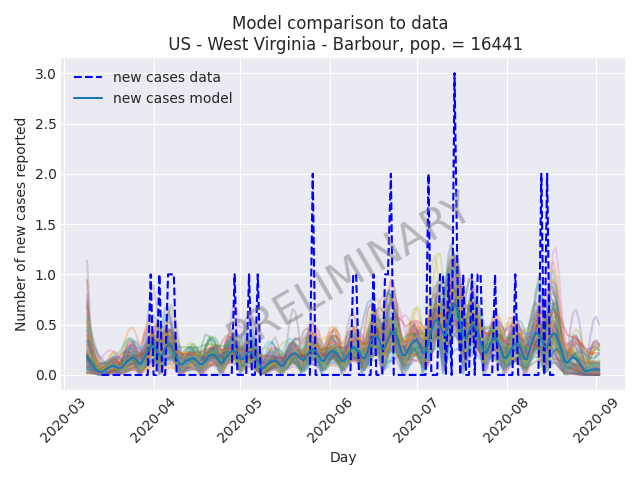 Model comparison to data
US - West Virginia - Barbour, pop. = 16441
new cases data
new cases model
3.0
2.5
2.0
1.5
1.0
0.5
0.0
Number of new cases reported
PRELIMINARY
2020-03
2020-04
2020-05
2020-06
2020-07
2020-08
2020-09
Day